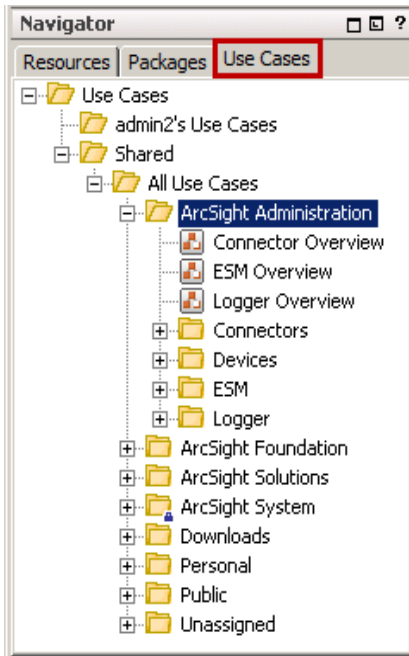 Navigator ?
Resources Packages Use Cases
Use Cases
admin2's Use Cases
Shared
All Use Cases
ArcSight Administration
Connector Overview
ESM Overview
Logger Overview
Connectors
Devices
ESM
Logger
ArcSight Foundation
ArcSight Solutions
ArcSight System
Downloads
Personal
Public
Unassigned